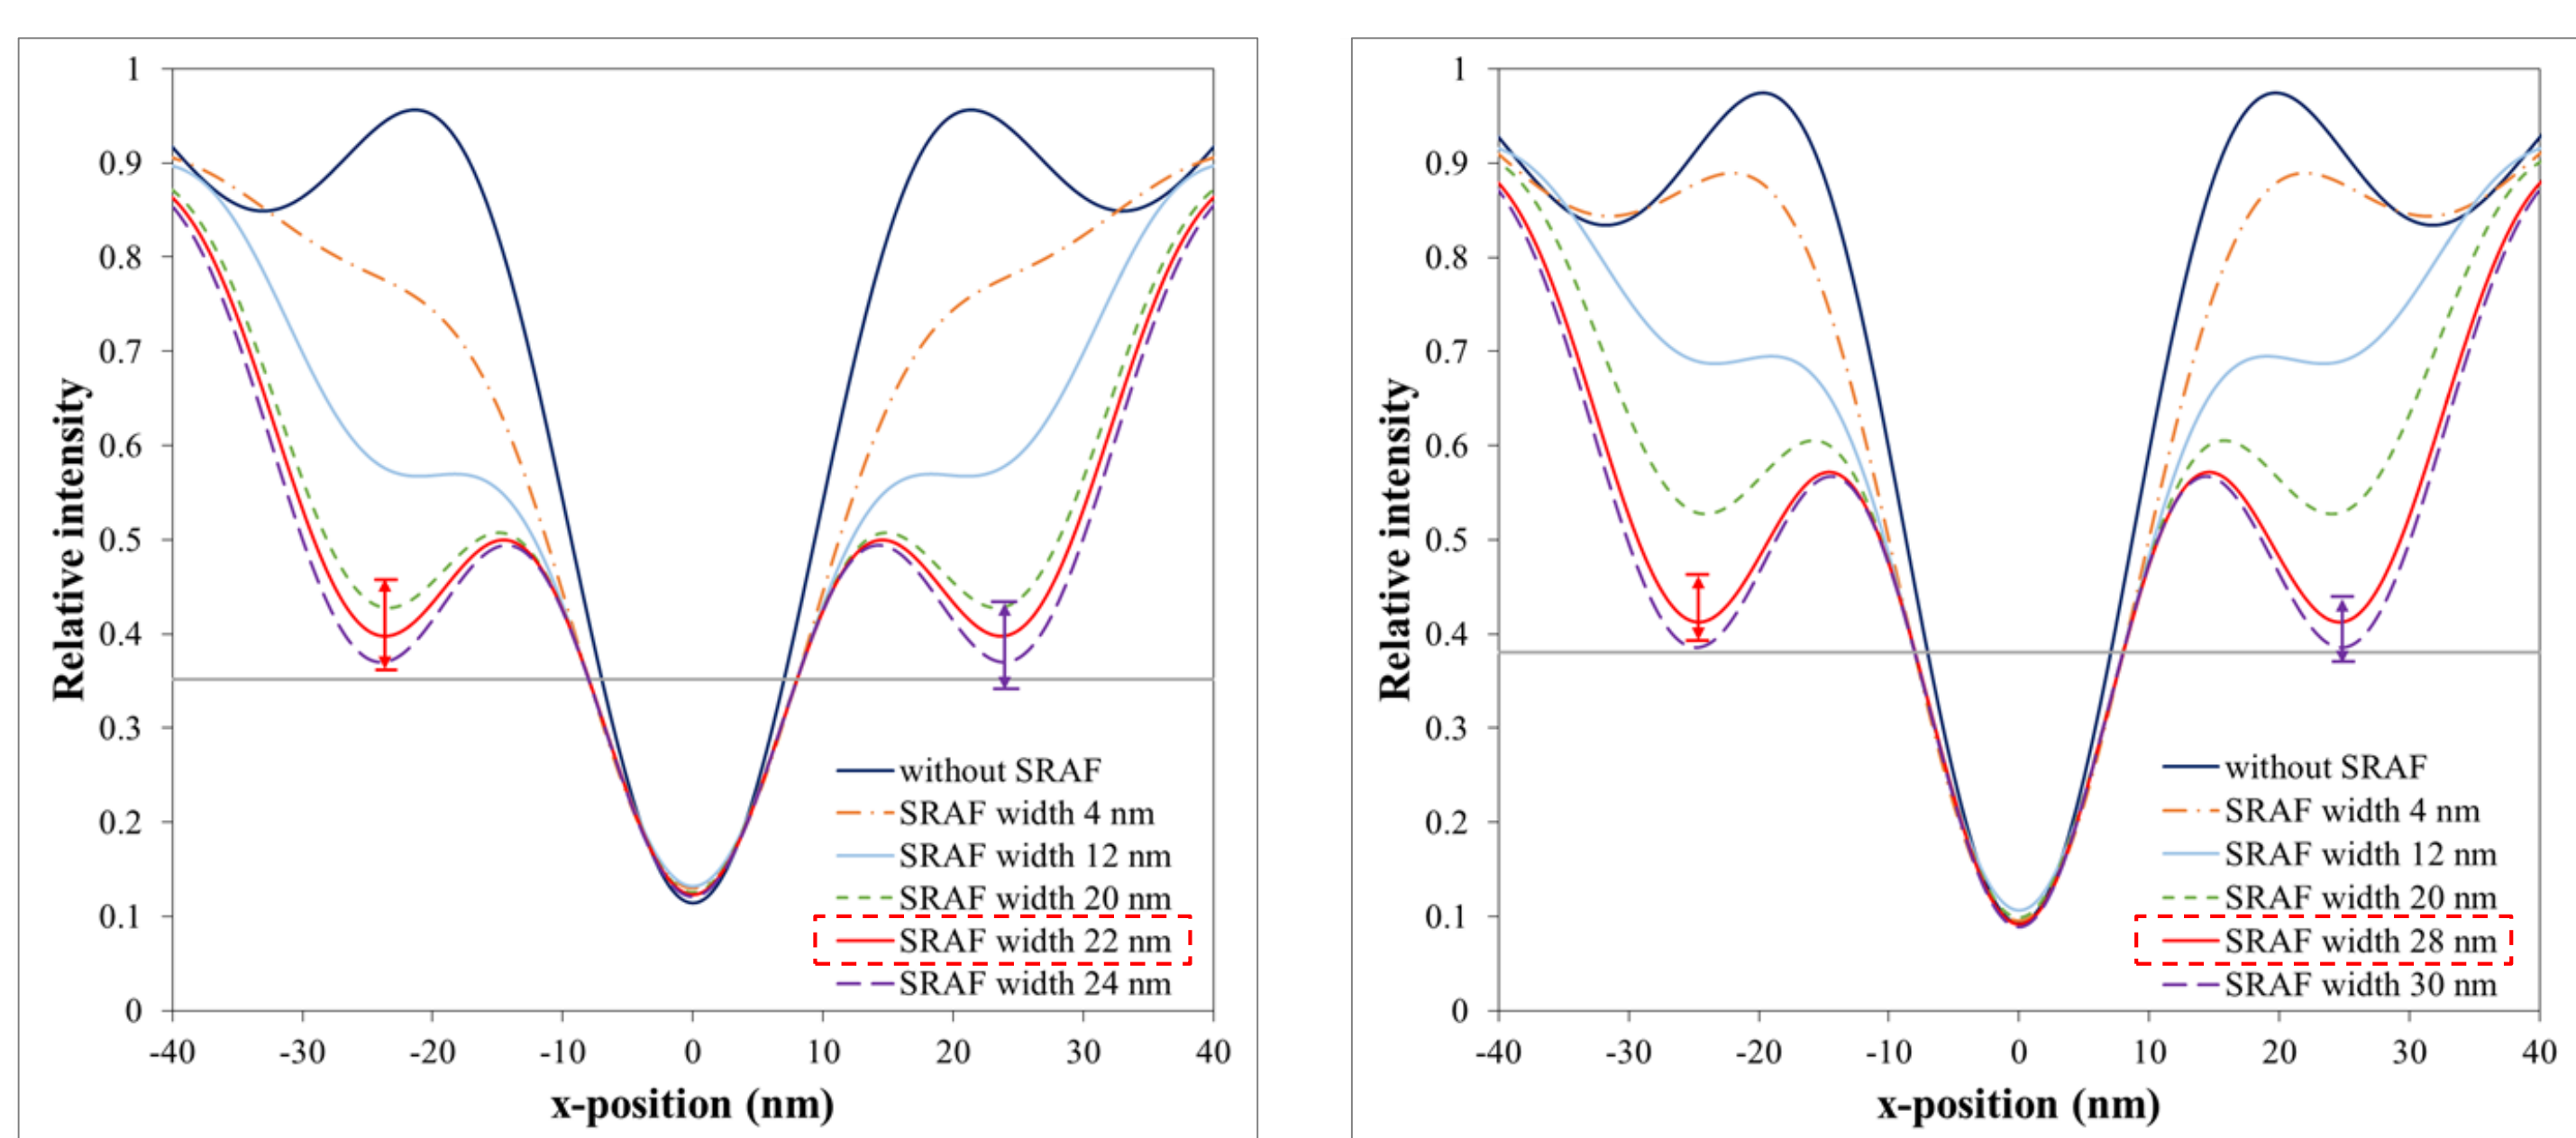 Relative intensity
1
0.9
0.8
0.7
0.6
0.5
0.4
0.3
0.2
0.1
0
-40 -30 -20 -10 0 10 20 30 40
x-position (nm)
without SRAF
SRAF width 4 nm
SRAF width 12 nm
SRAF width 20 nm
SRAF width 22 nm
SRAF width 24 nm
Relative intensity
1
0.9
0.8
0.7
0.6
0.5
0.4
0.3
0.2
0.1
0
-40 -30 -20 -10 0 10 20 30 40
x-position (nm)
without SRAF
SRAF width 4 nm
SRAF width 12 nm
SRAF width 20 nm
SRAF width 28 nm
SRAF width 30 nm